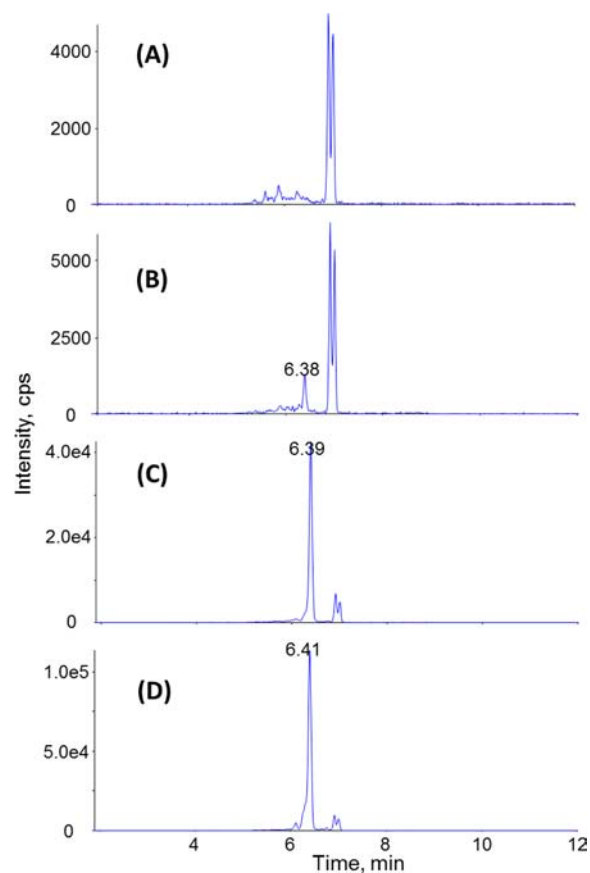 (A)
4000
2000
0
(B)
5000
2500
0
6.38
Intensity, cps
(C)
4.0e4
2.0e4
0
6.39
(D)
1.0e5
5.0e4
0
6.41
4 6 8 10 12
Time, min